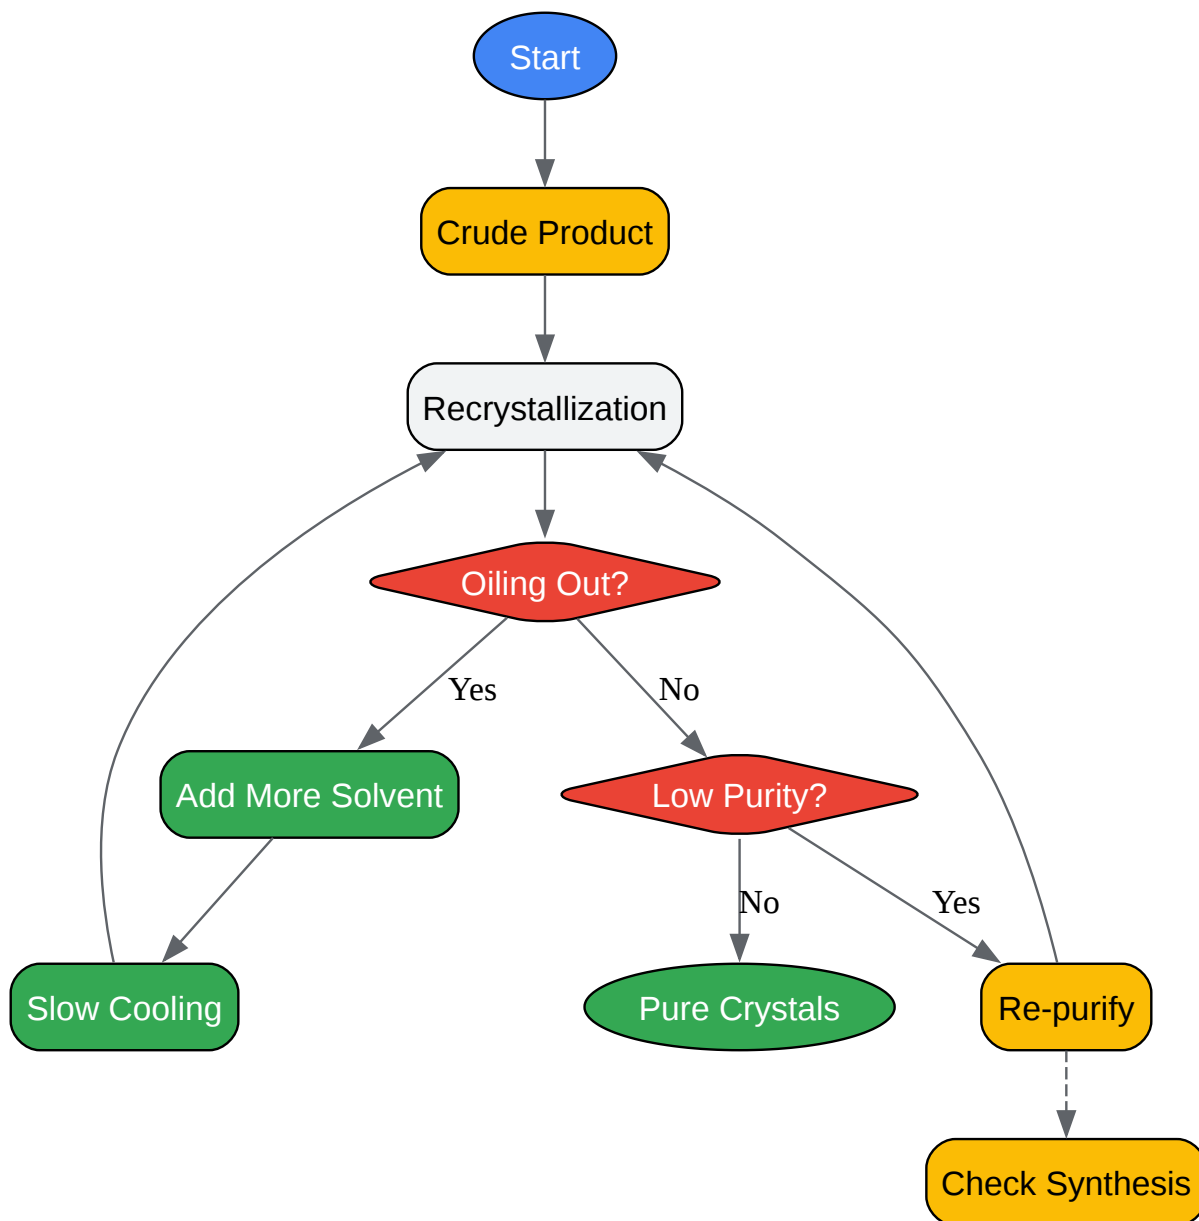 Start
Crude Product
Recrystallization
Oiling Out?
Yes
No
Add More Solvent
Low Purity?
No
Yes
Slow Cooling
Pure Crystals
Re-purify
Check Synthesis